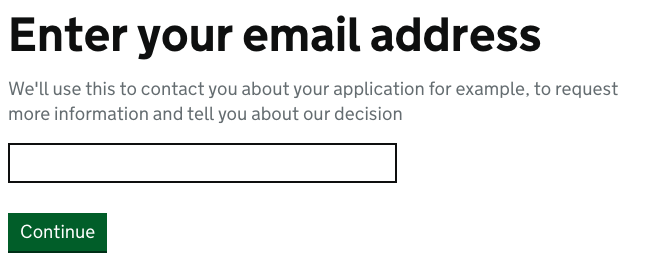 Enter your email address
We'll use this to contact you about your application for example, to request
more information and tell you about our decision
Continue